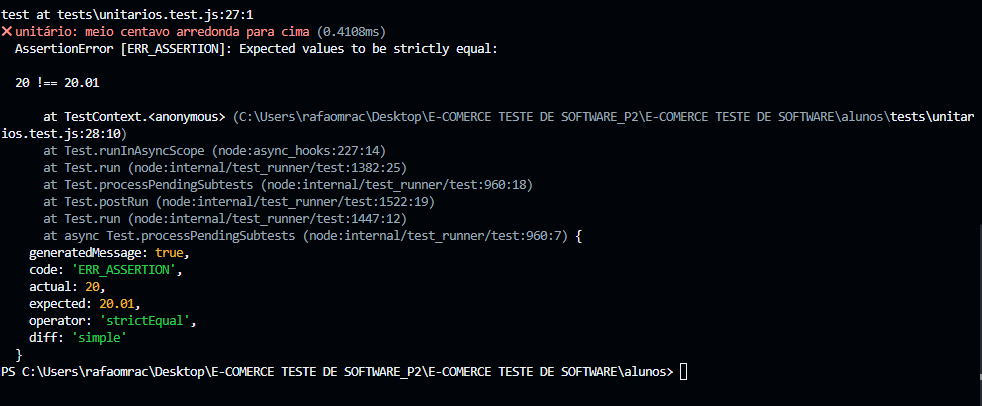 test at tests\unitarios.test.js:27:1
❌ unitário: meio centavo arredonda para cima (0.4108ms)
AssertionError [ERR_ASSERTION]: Expected values to be strictly equal:
20 !== 20.01
at TestContext.<anonymous> (C:\Users\rafaomrac\Desktop\E-COMERCE TESTE DE SOFTWARE_P2\E-COMERCE TESTE DE SOFTWARE\alunos\tests\unitar
ios.test.js:28:10)
at Test.runInAsyncScope (node:async_hooks:227:14)
at Test.run (node:internal/test_runner/test:1382:25)
at Test.processPendingSubtests (node:internal/test_runner/test:960:18)
at Test.postRun (node:internal/test_runner/test:1522:19)
at Test.run (node:internal/test_runner/test:1447:12)
at async Test.processPendingSubtests (node:internal/test_runner/test:960:7) {
generatedMessage: true,
code: 'ERR_ASSERTION',
actual: 20,
expected: 20.01,
operator: 'strictEqual',
diff: 'simple'
}
PS C:\Users\rafaomrac\Desktop\E-COMERCE TESTE DE SOFTWARE_P2\E-COMERCE TESTE DE SOFTWARE\alunos>